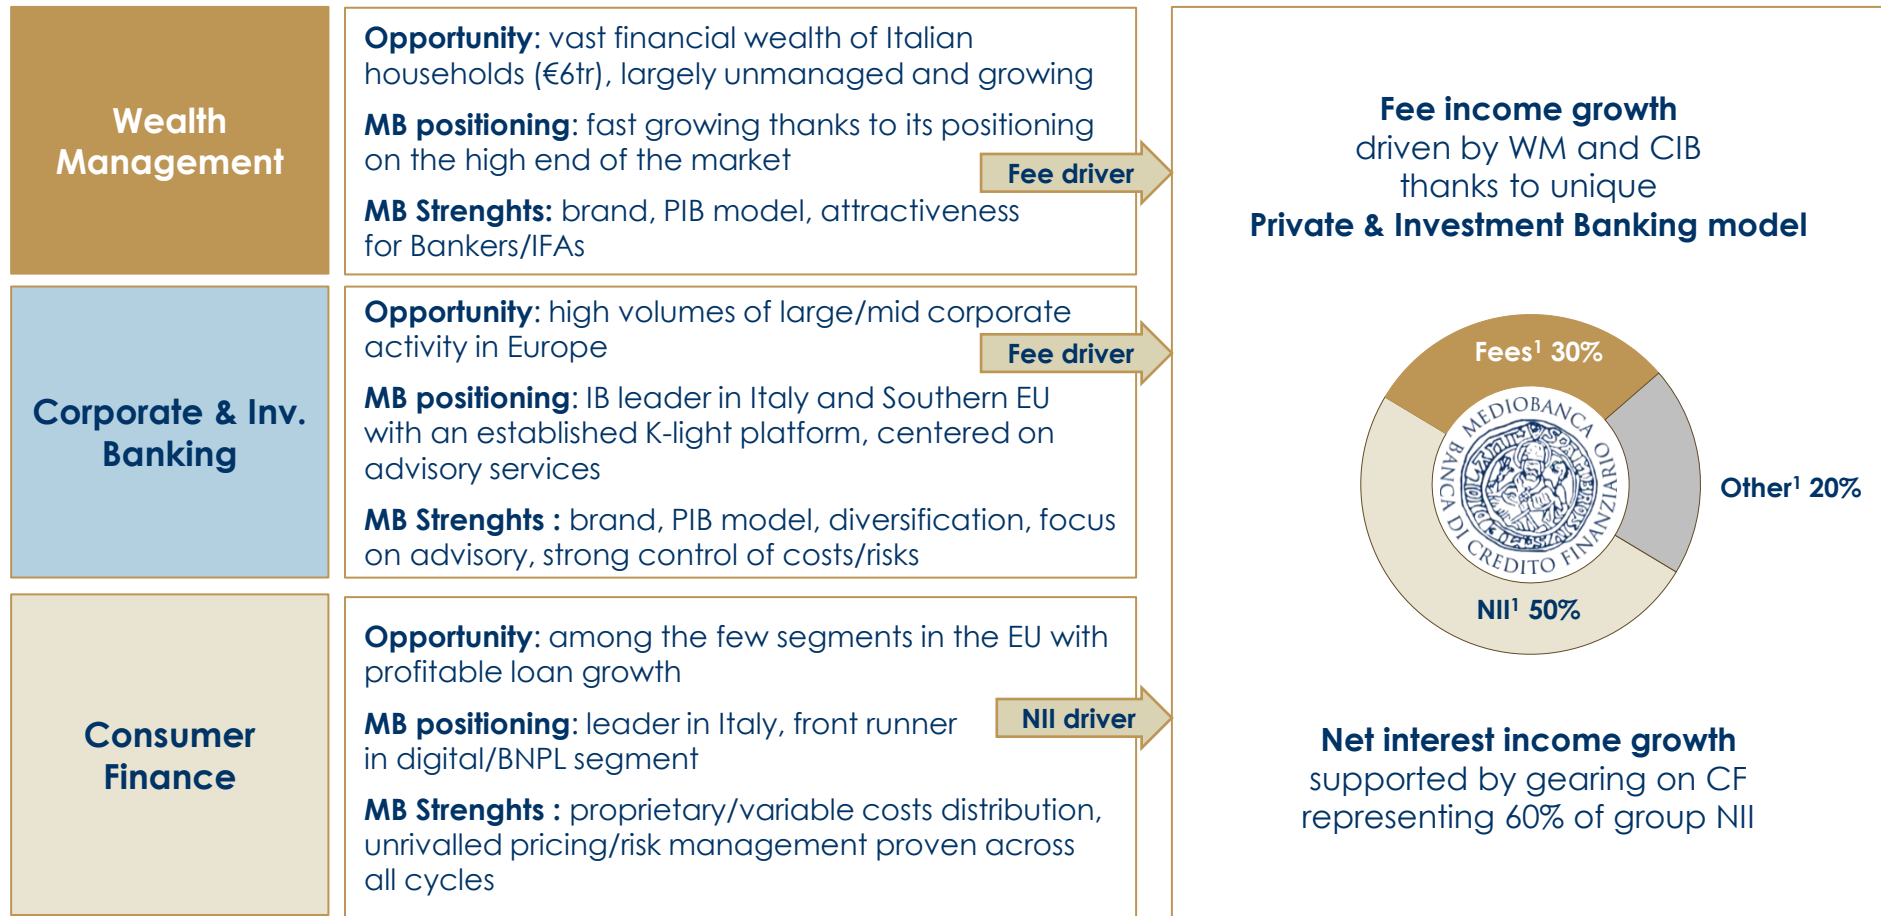 Wealth
Management
Opportunity: vast financial wealth of Italian
households (€6tr), largely unmanaged and growing
MB positioning: fast growing thanks to its positioning
on the high end of the market
MB Strenghts: brand, PIB model, attractiveness
for Bankers/IFAs
Fee driver
Corporate & Inv.
Banking
Opportunity: high volumes of large/mid corporate
activity in Europe
Fee driver
MB positioning: IB leader in Italy and Southern EU
with an established K-light platform, centered on
advisory services
MB Strenghts : brand, PIB model, diversification, focus
on advisory, strong control of costs/risks
Consumer
Finance
Opportunity: among the few segments in the EU with
profitable loan growth
MB positioning: leader in Italy, front runner
in digital/BNPL segment
NII driver
MB Strenghts : proprietary/variable costs distribution,
unrivalled pricing/risk management proven across
all cycles
Fee income growth
driven by WM and CIB
thanks to unique
Private & Investment Banking model
Fees¹ 30%
Other¹ 20%
NII¹ 50%
MEDIOBANCA
BANCA DI CREDITO FINANZIARIO
Net interest income growth
supported by gearing on CF
representing 60% of group NII